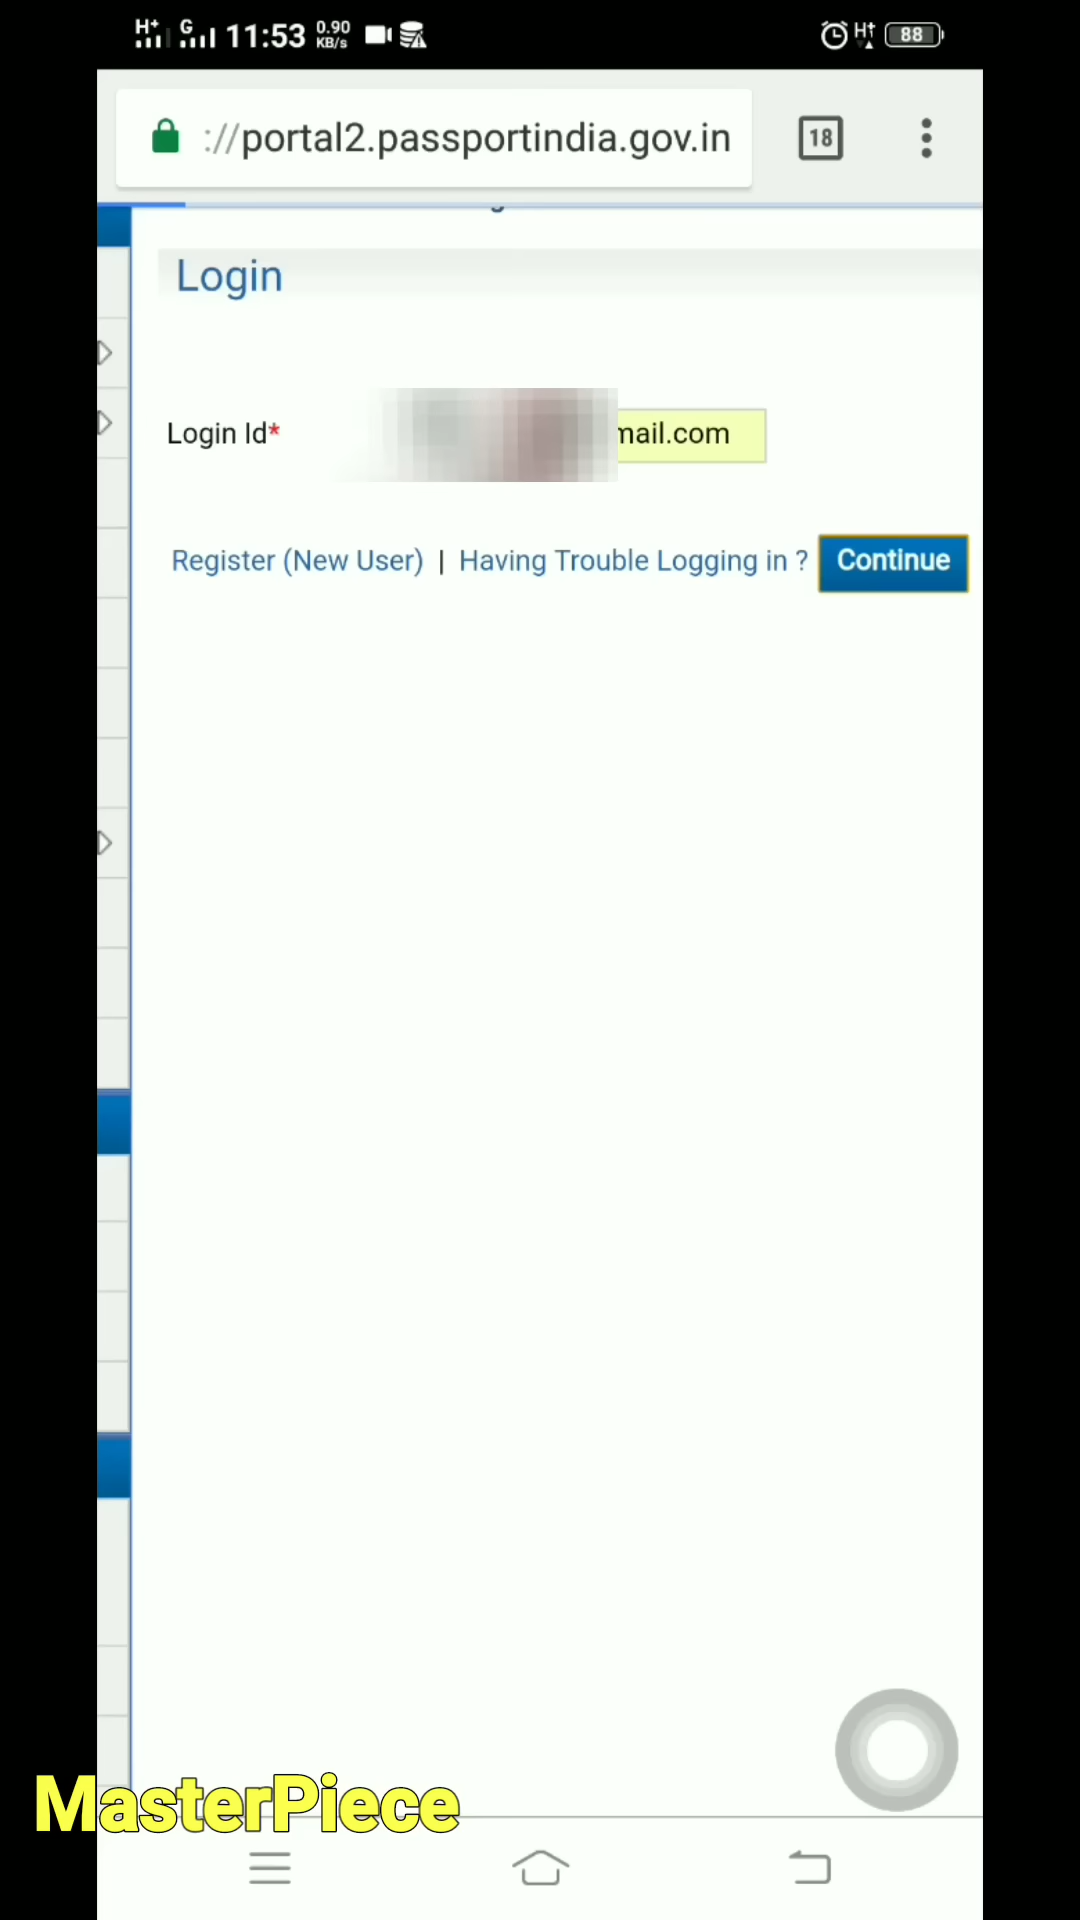 H+ G 11:53 0.90 KB/s H† 88
://portal2.passportindia.gov.in 18
Login
Login Id* mail.com
Register (New User) | Having Trouble Logging in ? Continue
MasterPiece